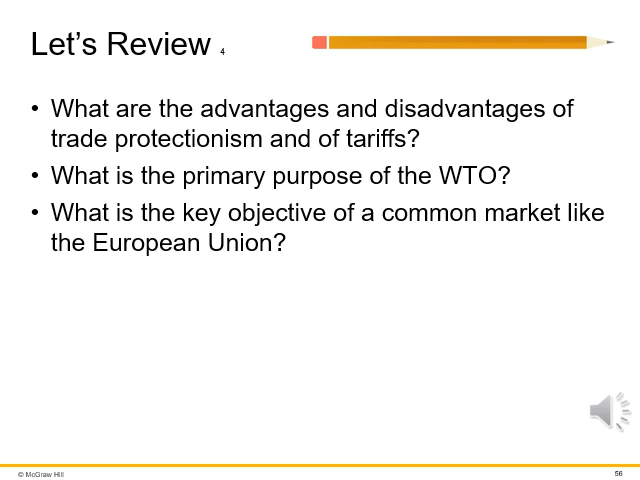 Let’s Review 4
• What are the advantages and disadvantages of
trade protectionism and of tariffs?
• What is the primary purpose of the WTO?
• What is the key objective of a common market like
the European Union?
© McGraw Hill
56